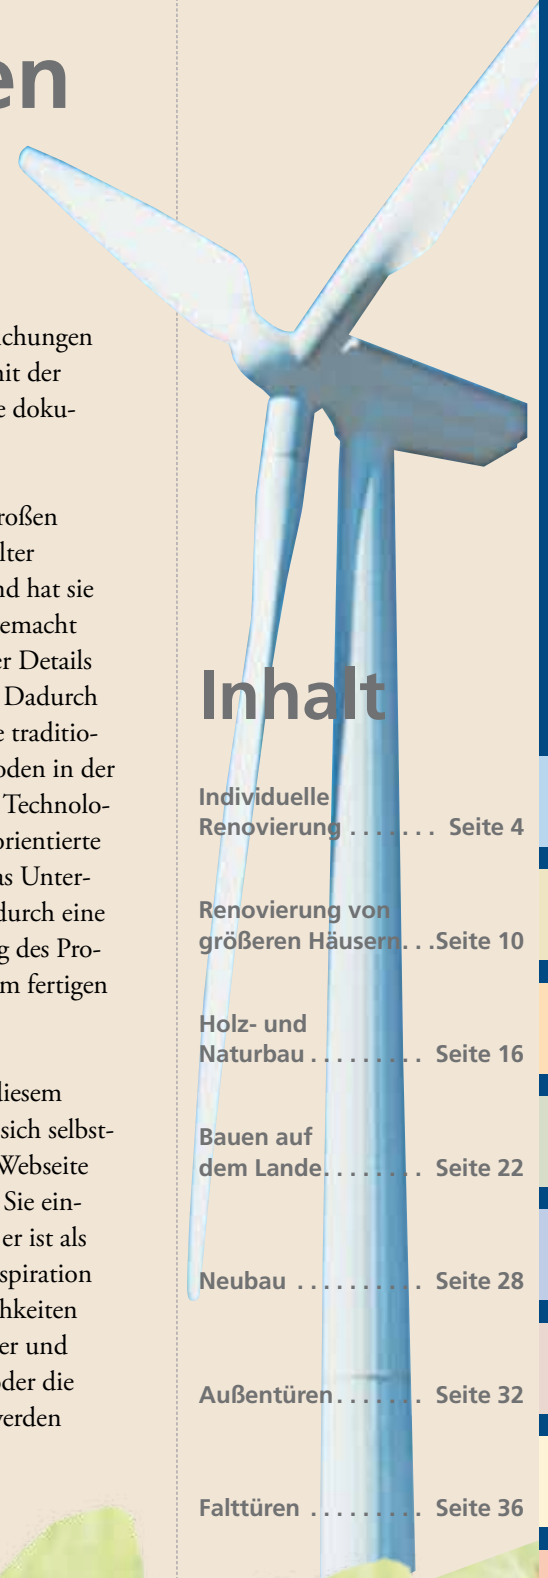 en
chungen
nit der
e doku-
roßen
lter
nd hat sie
emacht
er Details
Dadurch
e traditio-
oden in der
Technolo-
orientierte
as Unter-
durch eine
g des Pro-
m fertigen
diesem
sich selbst-
Webseite
Sie ein-
er ist als
spiration
hkeiten
er und
oder die
werden
Inhalt
Individuelle
Renovierung . . . . . . . Seite 4
Renovierung von
größeren Häusern. . .Seite 10
Holz- und
Naturbau . . . . . . . . . Seite 16
Bauen auf
dem Lande. . . . . . . . Seite 22
Neubau . . . . . . . . . . Seite 28
Außentüren . . . . . . . Seite 32
Falttüren . . . . . . . . . Seite 36